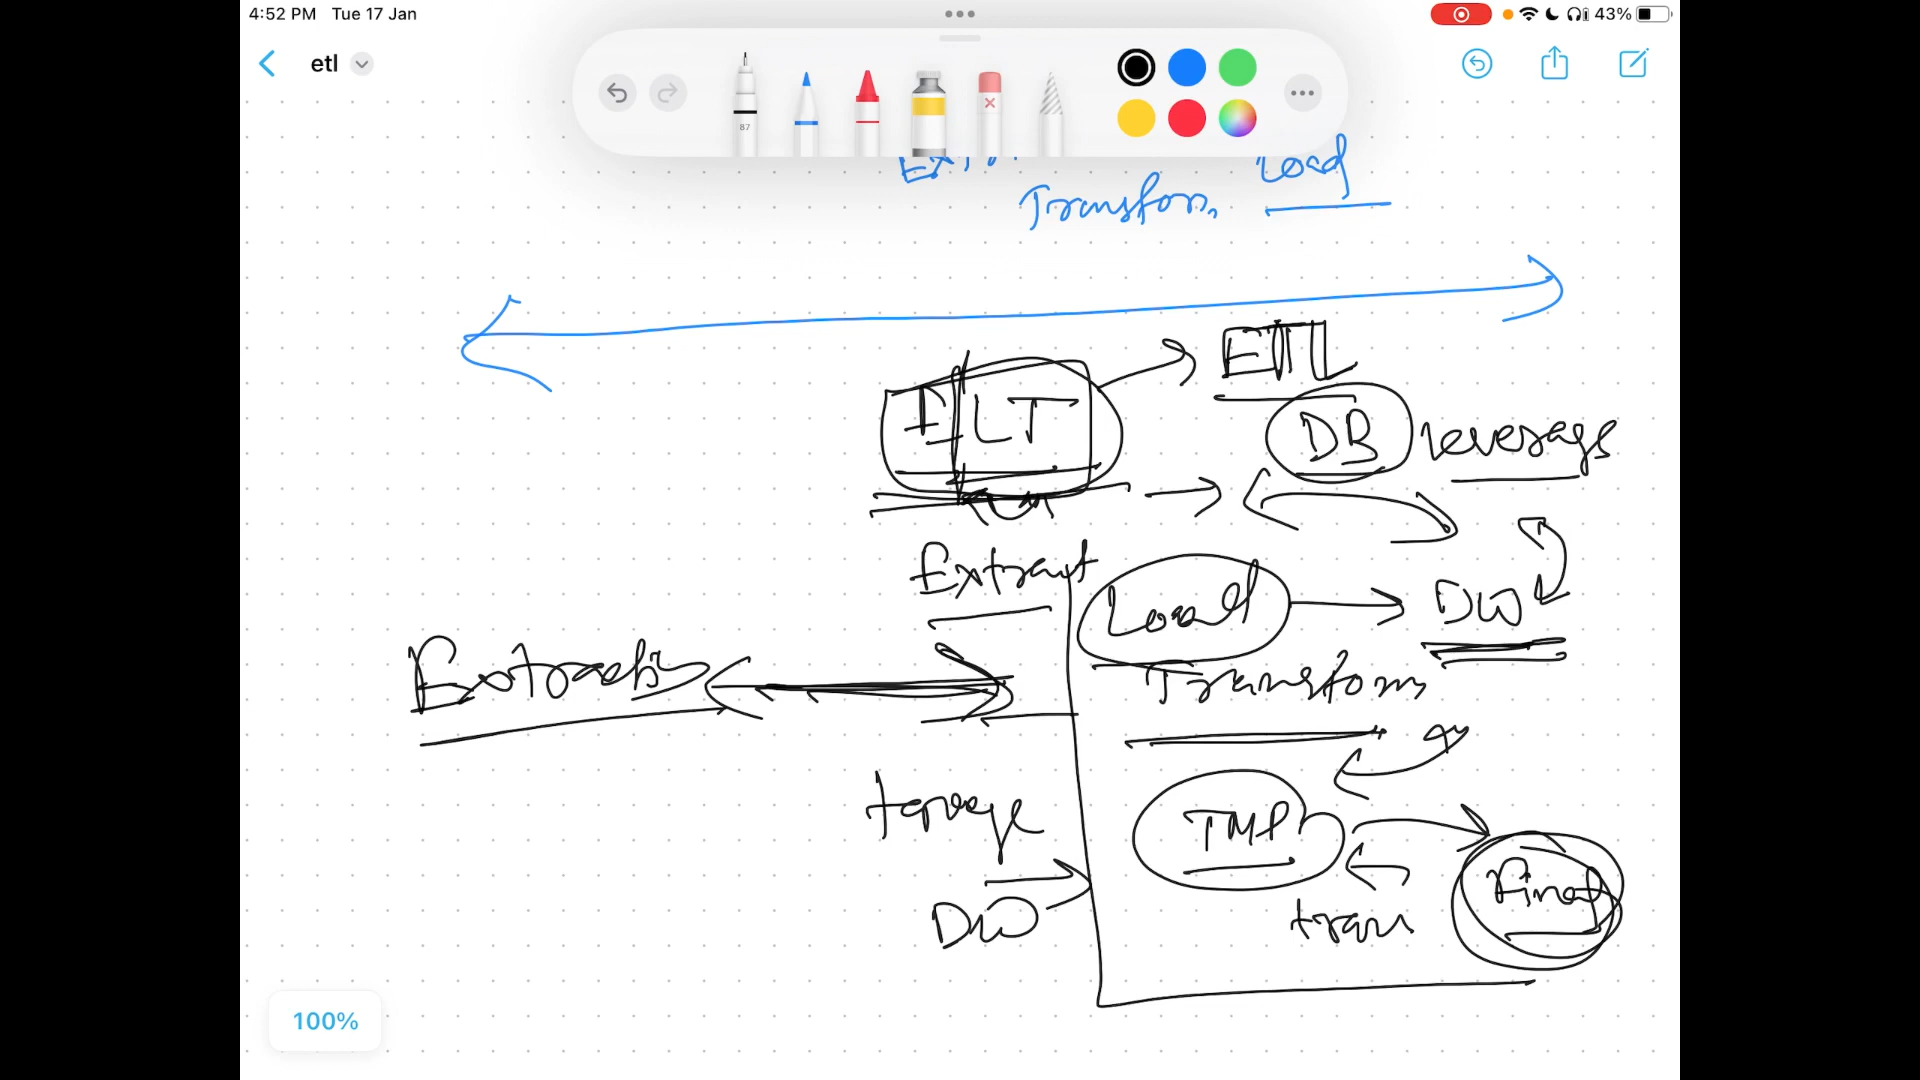 4:52 PM Tue 17 Jan
43%
etl
87
Load
Transform
ETL
ELT
DB leverage
Extract
Load
DW
Extraction
Transform
TMP
Final
DW
tran
100%